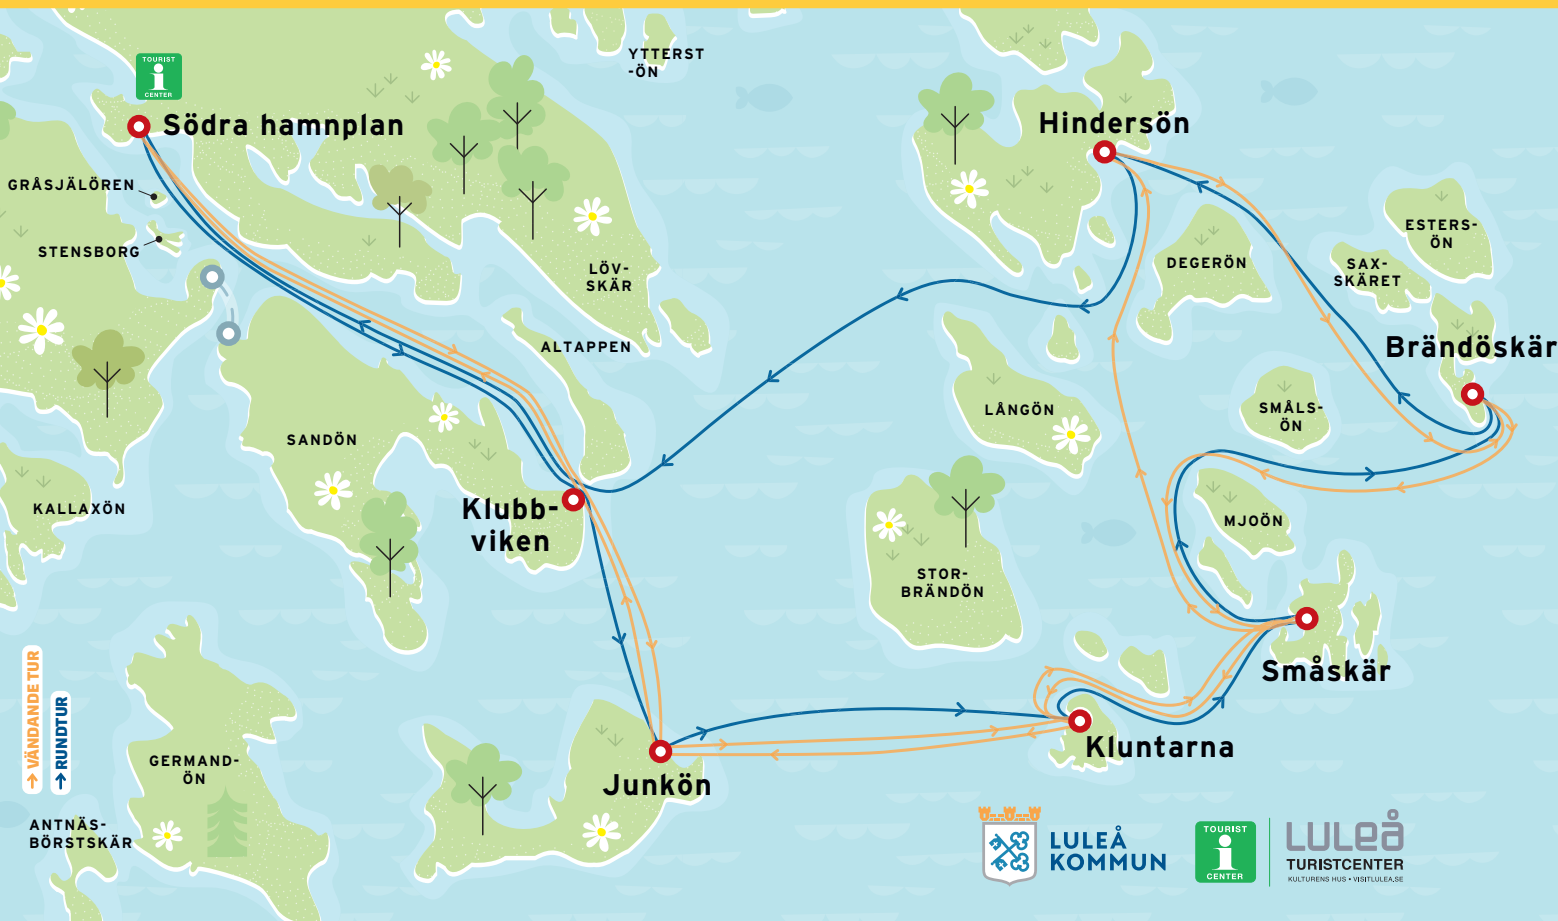 YTTERST
-ÖN
TOURIST
i
CENTER
Södra hamnplan
Hindersön
GRÅSJÄLÖREN
STENSBORG
ESTERS-
ÖN
DEGERÖN
SAX-
SKÄRET
LÖV-
SKÄR
ALTAPPEN
Brändöskär
LÅNGÖN
SMÅLS-
ÖN
SANDÖN
KALLAXÖN
Klubb-
viken
MJOÖN
STOR-
BRÄNDÖN
Småskär
→ VÄNDANDE TUR
→ RUNDTUR
Kluntarna
GERMAND-
ÖN
Junkön
ANTNÄS-
BÖRSTSKÄR
LULEÅ
KOMMUN
TOURIST
i
CENTER
LULEå
TURISTCENTER
KULTURENS HUS • VISITLULEA.SE